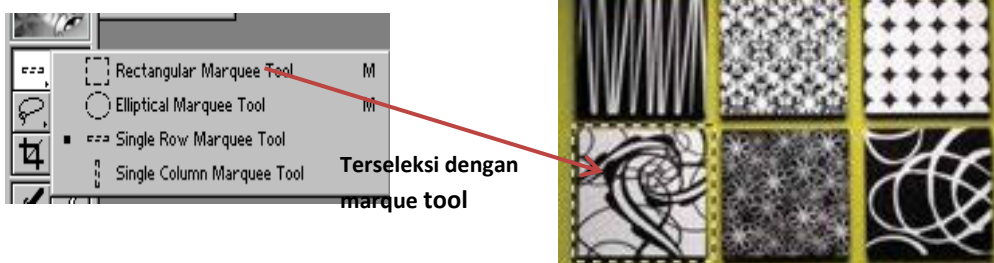 Rectangular Marquee Tool M
Elliptical Marquee Tool M
Single Row Marquee Tool
Single Column Marquee Tool
Terseleksi dengan
marque tool